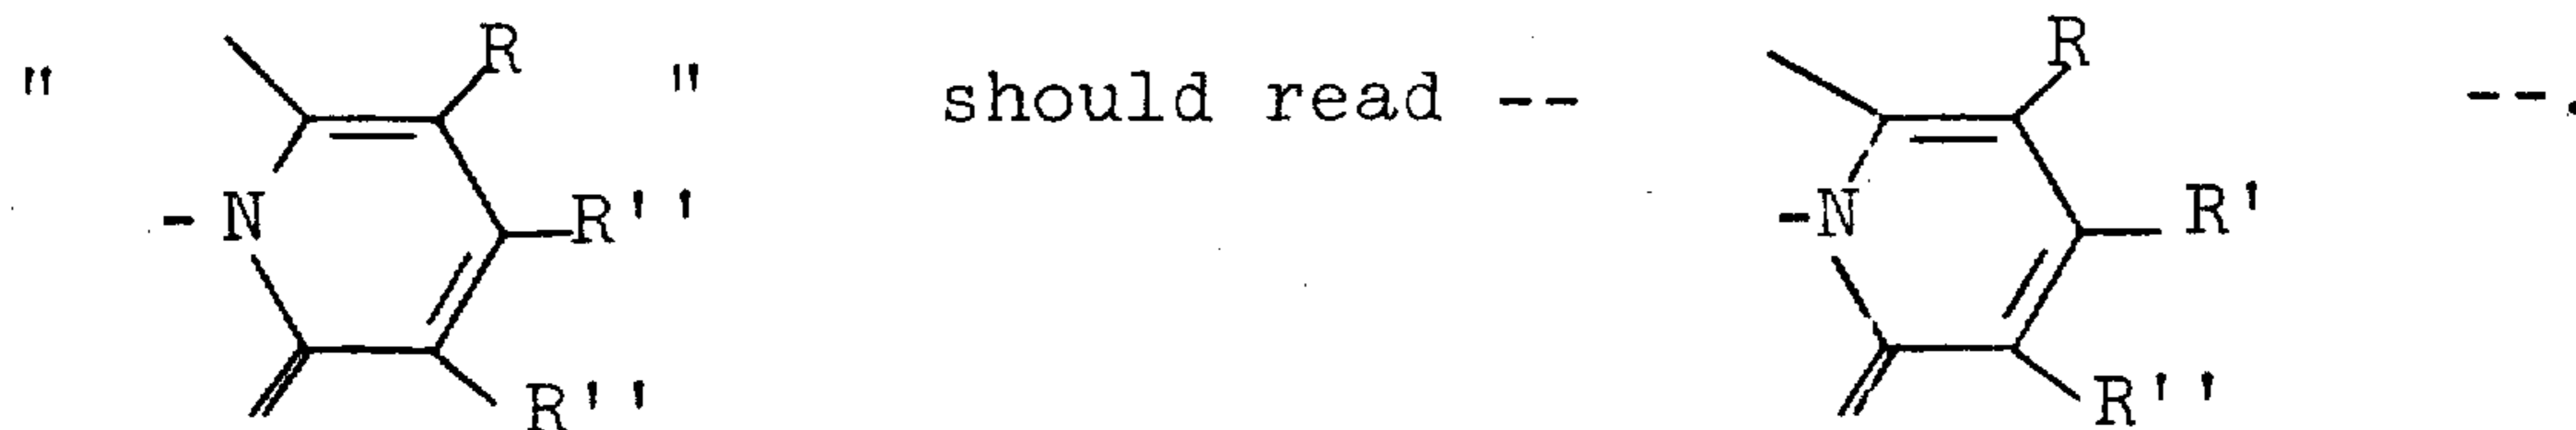 R R
" " should read -- --.
- N R'' -N R'
R'' R''